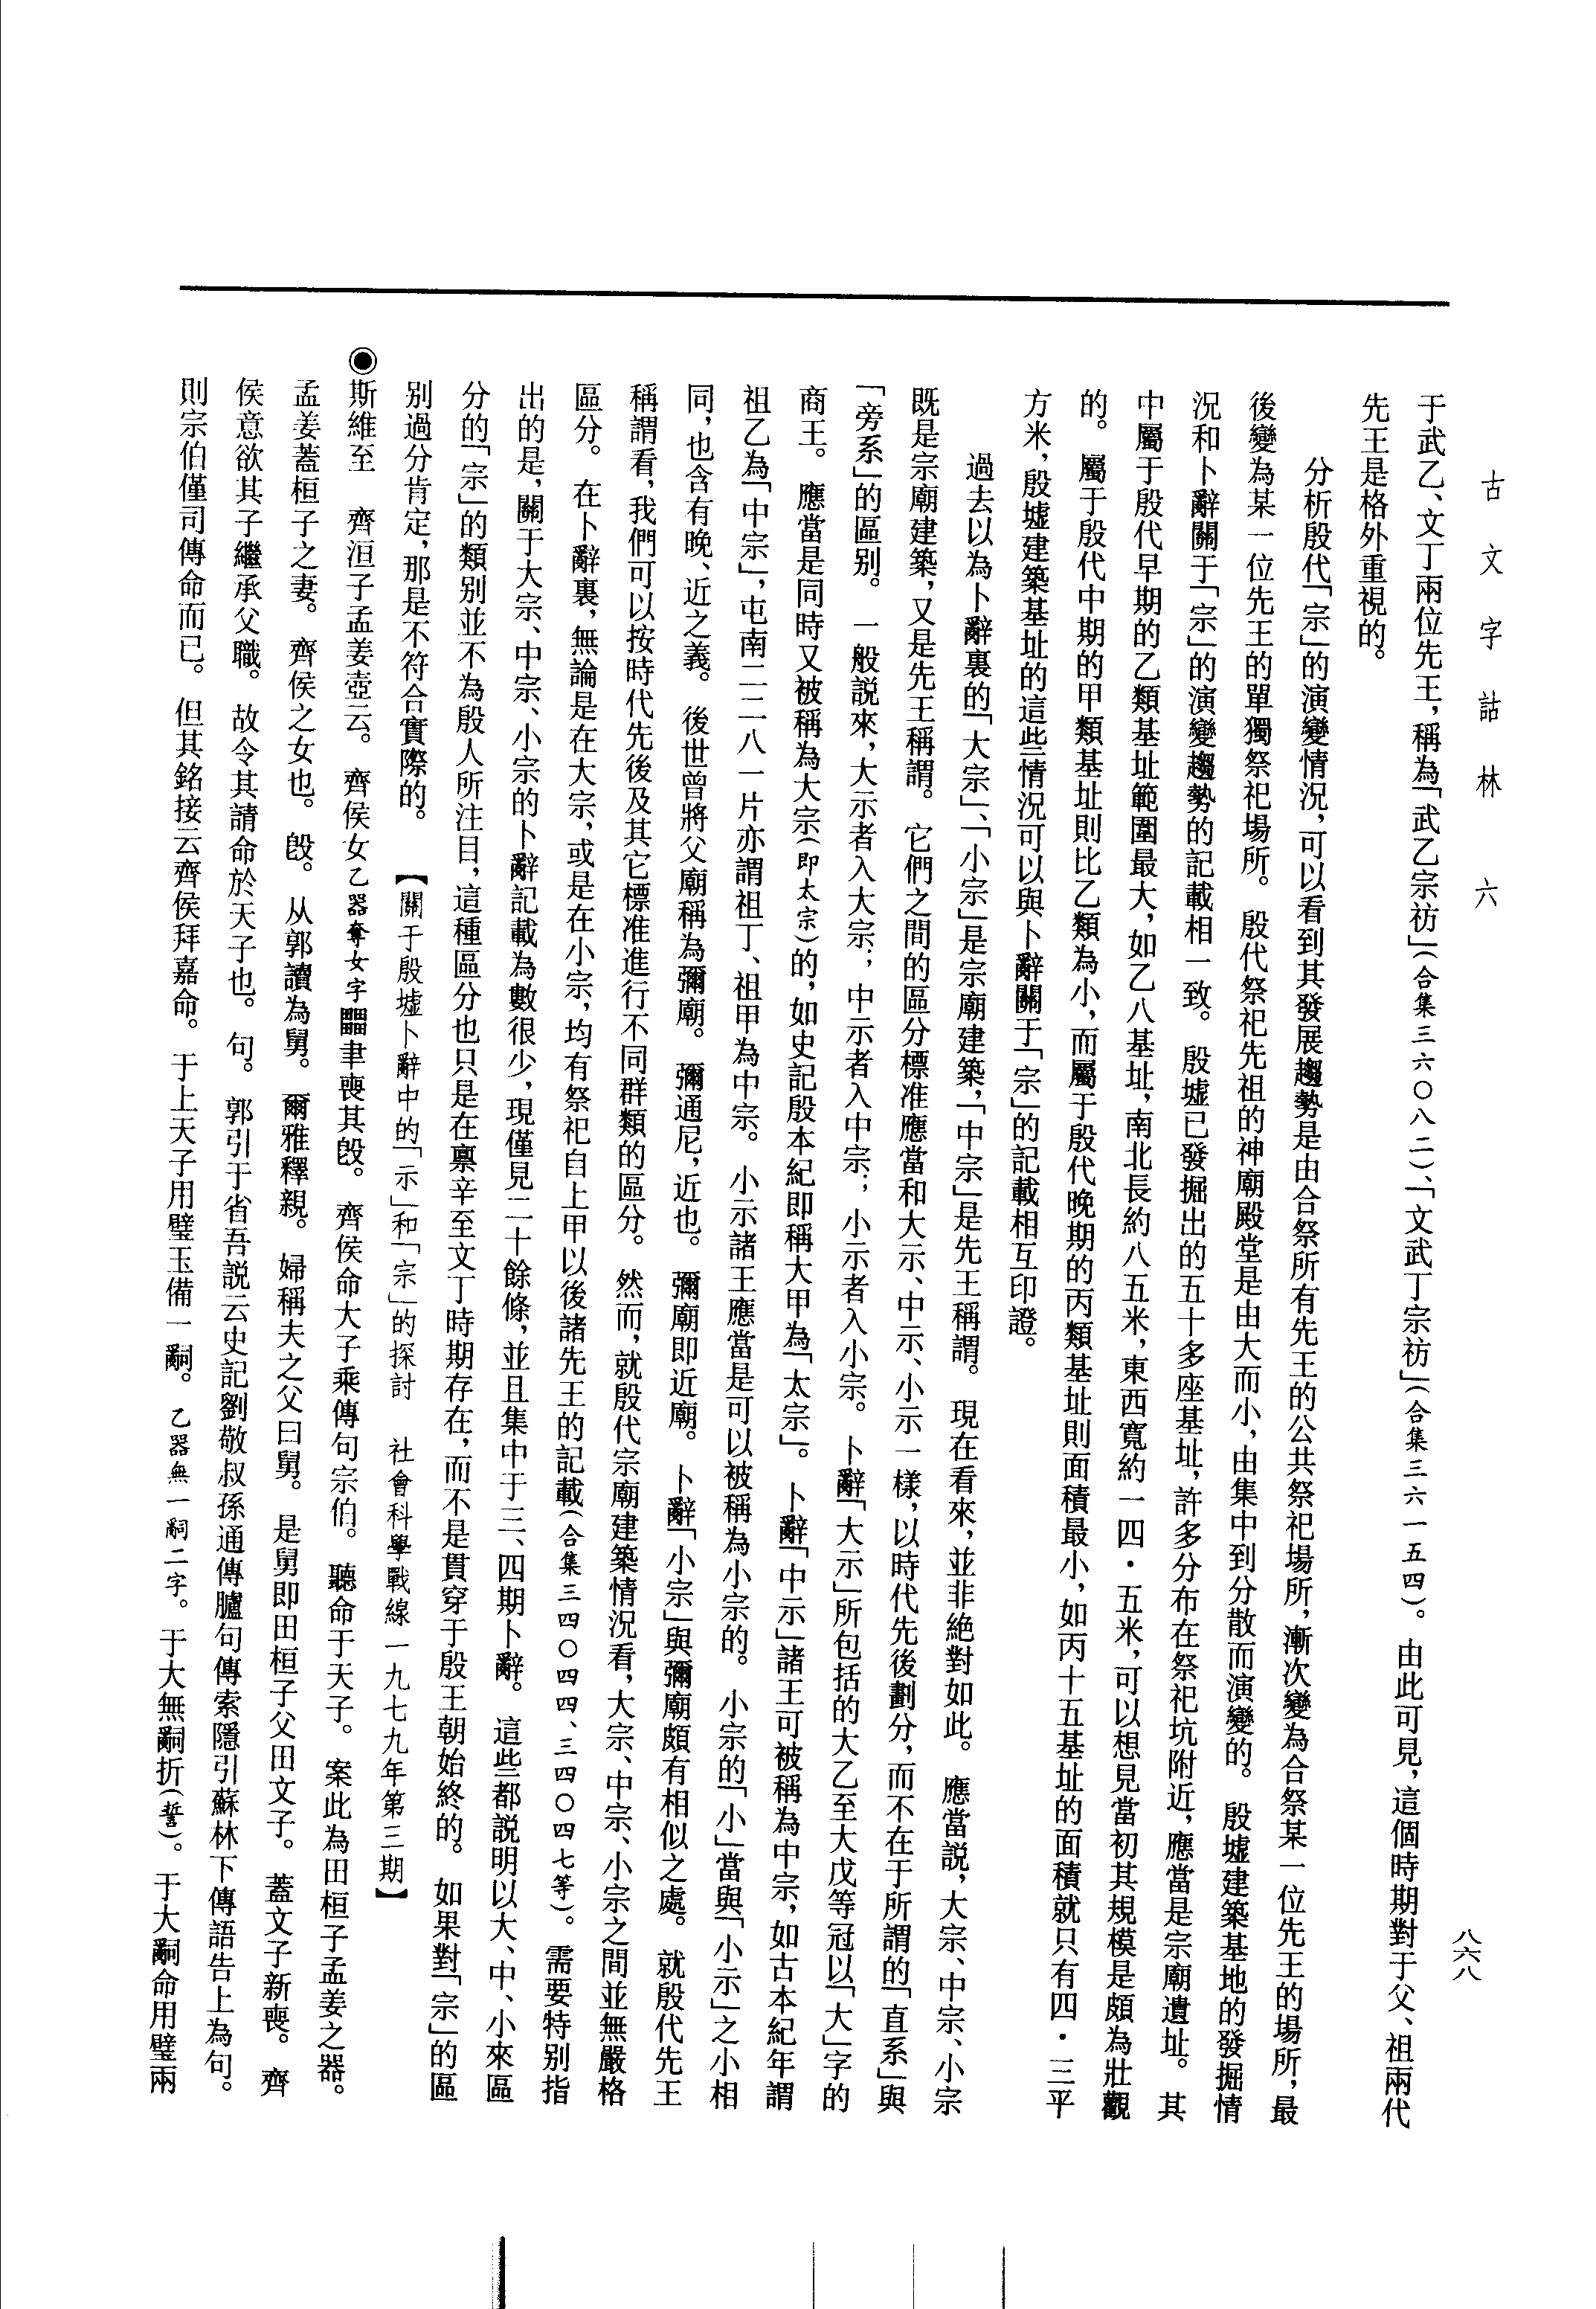 古文字詁林　六
八六八
于武乙、文丁兩位先王，稱為「武乙宗祊」（合集三六〇八二）、「文武丁宗祊」（合集三六一五四）。由此可見，這個時期對于父、祖兩代
先王是格外重視的。
分析殷代「宗」的演變情況，可以看到其發展趨勢是由合祭所有先王的公共祭祀場所，漸次變為合祭某一位先王的場所，最
後變為某一位先王的單獨祭祀場所。殷代祭祀先祖的神廟殿堂是由大而小，由集中到分散而演變的。殷墟建築基地的發掘情
況和卜辭關于「宗」的演變趨勢的記載相一致。殷墟已發掘出的五十多座基址，許多分布在祭祀坑附近，應當是宗廟遺址。其
中屬于殷代早期的乙類基址範圍最大，如乙八基址，南北長約八五米，東西寬約一四·五米，可以想見當初其規模是頗為壯觀
的。屬于殷代中期的甲類基址則比乙類為小，而屬于殷代晚期的丙類基址則面積最小，如丙十五基址的面積就只有四·三平
方米，殷墟建築基址的這些情況可以與卜辭關于「宗」的記載相互印證。
過去以為卜辭裏的「大宗」、「小宗」是宗廟建築，「中宗」是先王稱謂。現在看來，並非絕對如此。應當説，大宗、中宗、小宗
既是宗廟建築，又是先王稱謂。它們之間的區分標准應當和大示、中示、小示一樣，以時代先後劃分，而不在于所謂的「直系」與
「旁系」的區别。一般説來，大示者入大宗；中示者入中宗；小示者入小宗。卜辭「大示」所包括的大乙至大戊等冠以「大」字的
商王。應當是同時又被稱為大宗（即太宗）的，如史記殷本紀即稱大甲為「太宗」。卜辭「中示」諸王可被稱為中宗，如古本紀年謂
祖乙為「中宗」，屯南二二八一片亦謂祖丁、祖甲為中宗。小示諸王應當是可以被稱為小宗的。小宗的「小」當與「小示」之小相
同，也含有晚、近之義。後世曾將父廟稱為彌廟。彌通尼，近也。彌廟即近廟。卜辭「小宗」與彌廟頗有相似之處。就殷代先王
稱謂看，我們可以按時代先後及其它標准進行不同群類的區分。然而，就殷代宗廟建築情況看，大宗、中宗、小宗之間並無嚴格
區分。在卜辭裏，無論是在大宗，或是在小宗，均有祭祀自上甲以後諸先王的記載（合集三四〇四四、三四〇四七等）。需要特别指
出的是，關于大宗、中宗、小宗的卜辭記載為數很少，現僅見二十餘條，並且集中于三、四期卜辭。這些都説明以大、中、小來區
分的「宗」的類别並不為殷人所注目，這種區分也只是在稟辛至文丁時期存在，而不是貫穿于殷王朝始終的。如果對「宗」的區
别過分肯定，那是不符合實際的。【關于殷墟卜辭中的「示」和「宗」的探討　社會科學戰線一九七九年第三期】
◉斯維至　齊洹子孟姜壺云。齊侯女乙器奪女字𤳳聿喪其𣪊。齊侯命大子乘傳句宗伯。聽命于天子。案此為田桓子孟姜之器。
孟姜蓋桓子之妻。齊侯之女也。𣪊。从郭讀為舅。爾雅釋親。婦稱夫之父曰舅。是舅即田桓子父田文子。蓋文子新喪。齊
侯意欲其子繼承父職。故令其請命於天子也。句。郭引于省吾説云史記劉敬叔孫通傳臚句傳索隱引蘇林下傳語告上為句。
則宗伯僅司傳命而已。但其銘接云齊侯拜嘉命。于上天子用璧玉備一嗣。乙器無一嗣二字。于大無嗣折（誓）。于大嗣命用璧兩